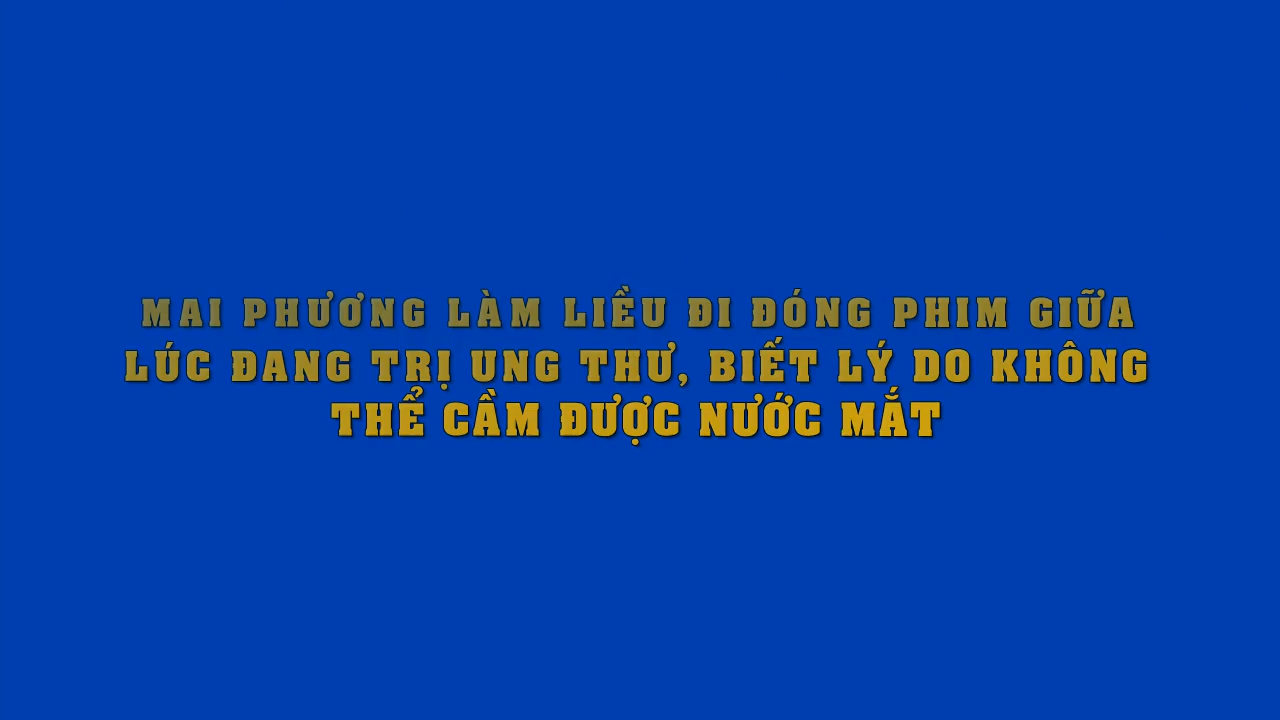 MAI PHƯƠNG LÀM LIỀU ĐI ĐÓNG PHIM GIỮA
LÚC ĐANG TRỊ UNG THƯ, BIẾT LÝ DO KHÔNG
THỂ CẦM ĐƯỢC NƯỚC MẮT